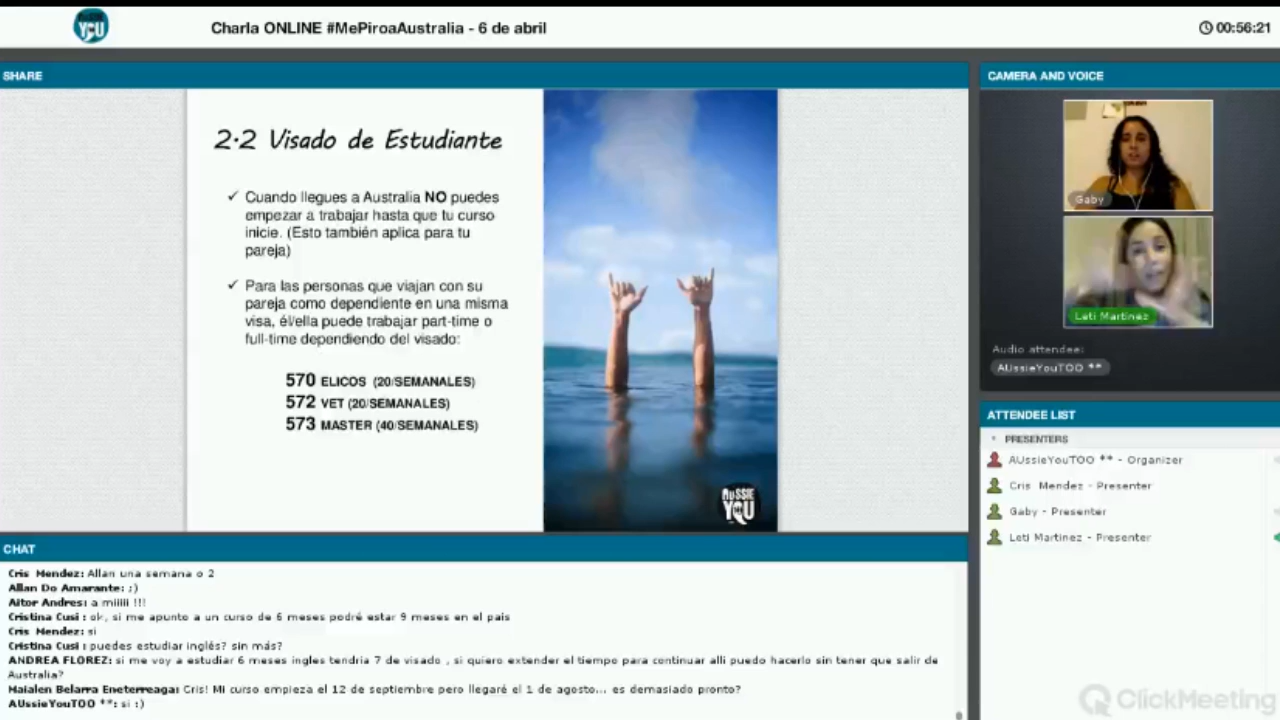 AUSSIE YOU
Charla ONLINE #MePiroaAustralia - 6 de abril
00:56:21
SHARE
2.2 Visado de Estudiante
✓ Cuando llegues a Australia NO puedes
empezar a trabajar hasta que tu curso
inicie. (Esto también aplica para tu
pareja)
✓ Para las personas que viajan con su
pareja como dependiente en una misma
visa, él/ella puede trabajar part-time o
full-time dependiendo del visado:
570 ELICOS (20/SEMANALES)
572 VET (20/SEMANALES)
573 MASTER (40/SEMANALES)
AUSSIE
YOU
CAMERA AND VOICE
Gaby
Leti Martinez
Audio attendee:
AUssieYouTOO **
ATTENDEE LIST
PRESENTERS
AUssieYouTOO ** - Organizer
Cris Mendez - Presenter
Gaby - Presenter
Leti Martinez - Presenter
CHAT
Cris Mendez: Allan una semana o 2
Allan Do Amarante: ;)
Aitor Andres: a miiiii !!!
Cristina Cusi : ok, si me apunto a un curso de 6 meses podré estar 9 meses en el pais
Cris Mendez: si
Cristina Cusi : puedes estudiar inglés? sin más?
ANDREA FLOREZ: si me voy a estudiar 6 meses ingles tendria 7 de visado , si quiero extender el tiempo para continuar alli puedo hacerlo sin tener que salir de
Australia?
Maialen Belarra Eneterreaga: Cris! Mi curso empieza el 12 de septiembre pero llegaré el 1 de agosto... es demasiado pronto?
AUssieYouTOO **: si :)
ClickMeeting